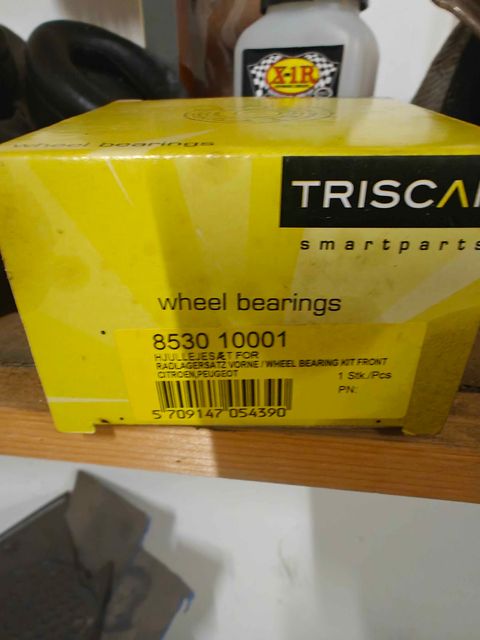 X-1R
wheel bearings
TRISCA
smartparts
wheel bearings
8530 10001
HJULLEJESÆT FOR
RADLAGERSATZ VORNE / WHEEL BEARING KIT FRONT
CITROEN,PEUGEOT
1 Stk./Pcs
PN:
5 709147 054390